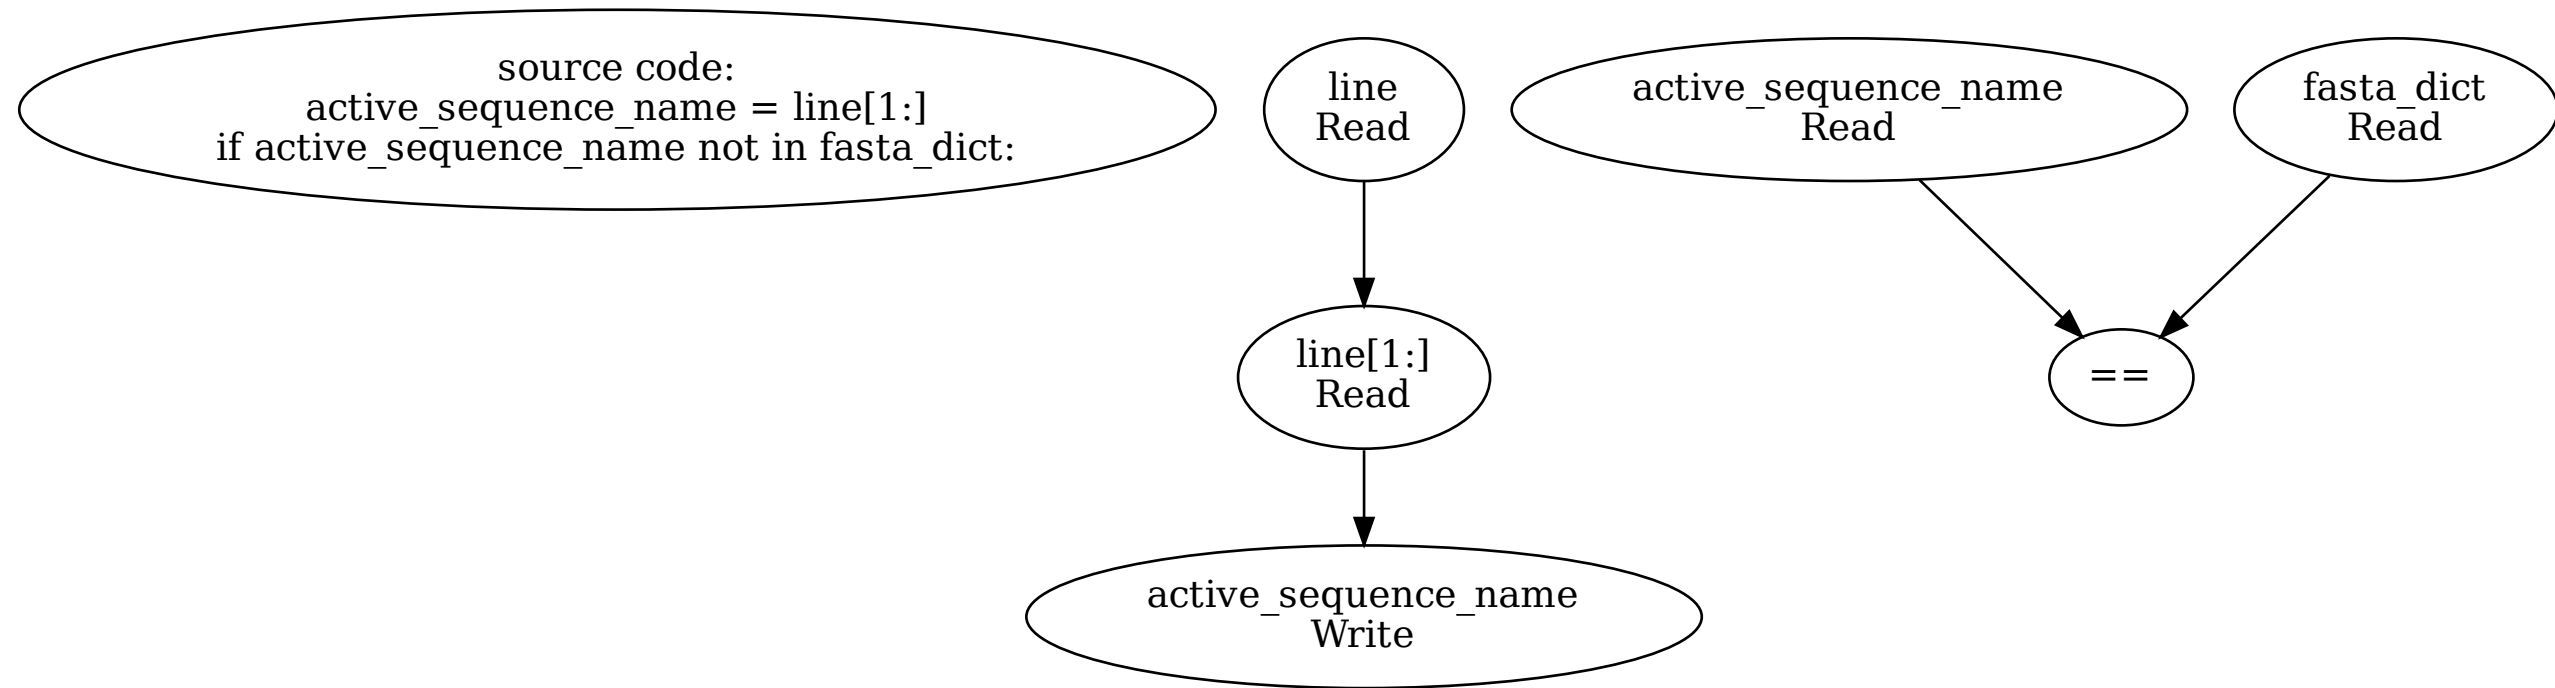 source code:
active_sequence_name = line[1:]
if active_sequence_name not in fasta_dict:
line
Read
active_sequence_name
Read
fasta_dict
Read
line[1:]
Read
==
active_sequence_name
Write